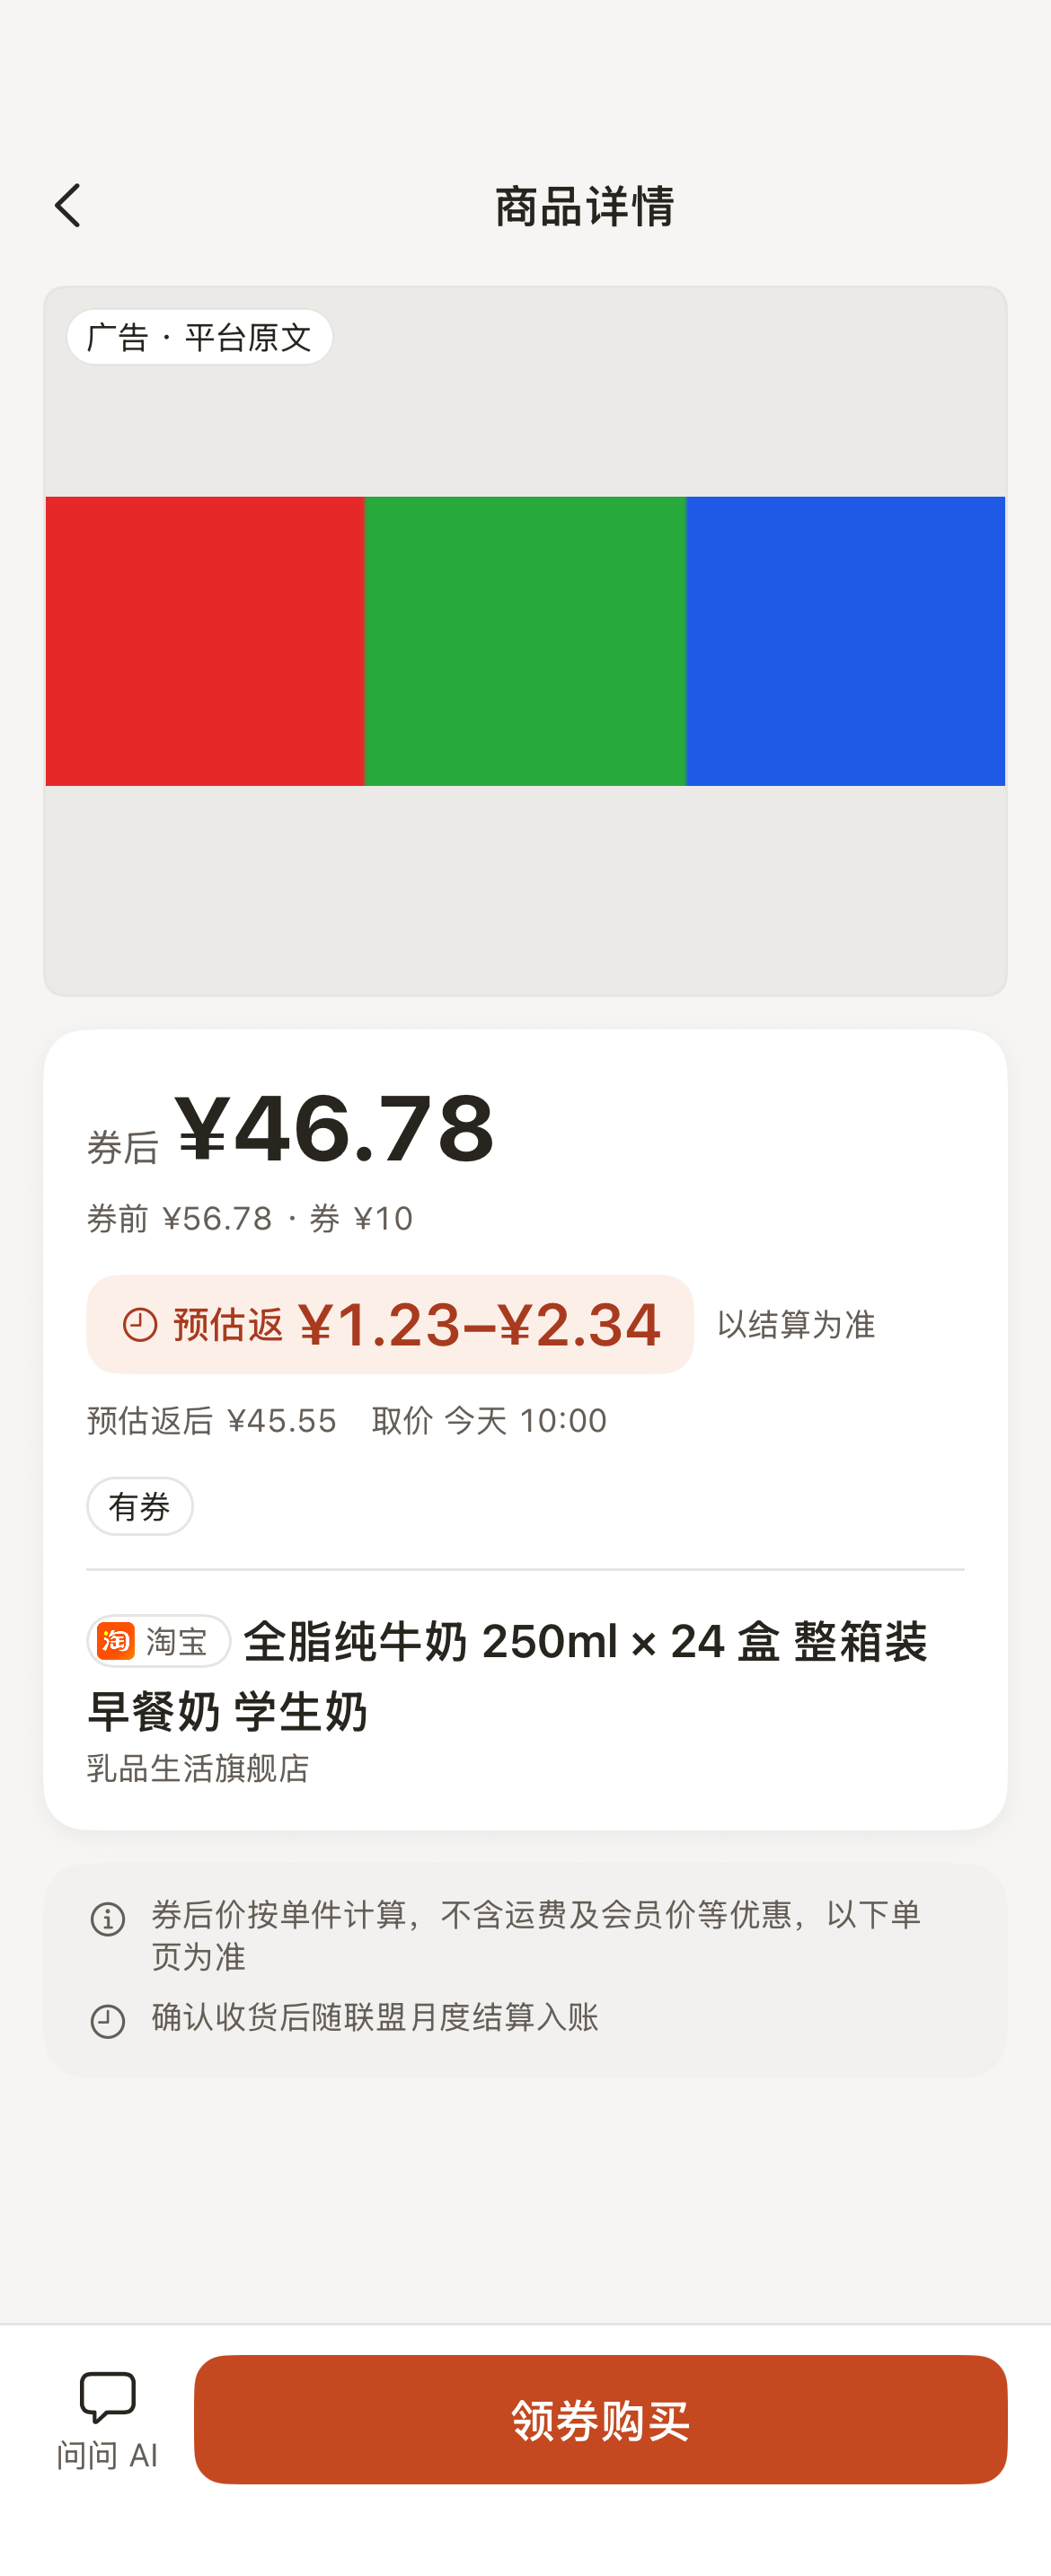 商品详情
广告 · 平台原文
券后 ¥46.78
券前 ¥56.78 · 券 ¥10
预估返 ¥1.23–¥2.34 以结算为准
预估返后 ¥45.55 取价 今天 10:00
有券
淘 淘宝 全脂纯牛奶 250ml × 24 盒 整箱装
早餐奶 学生奶
乳品生活旗舰店
券后价按单件计算，不含运费及会员价等优惠，以下单
页为准
确认收货后随联盟月度结算入账
问问 AI
领券购买